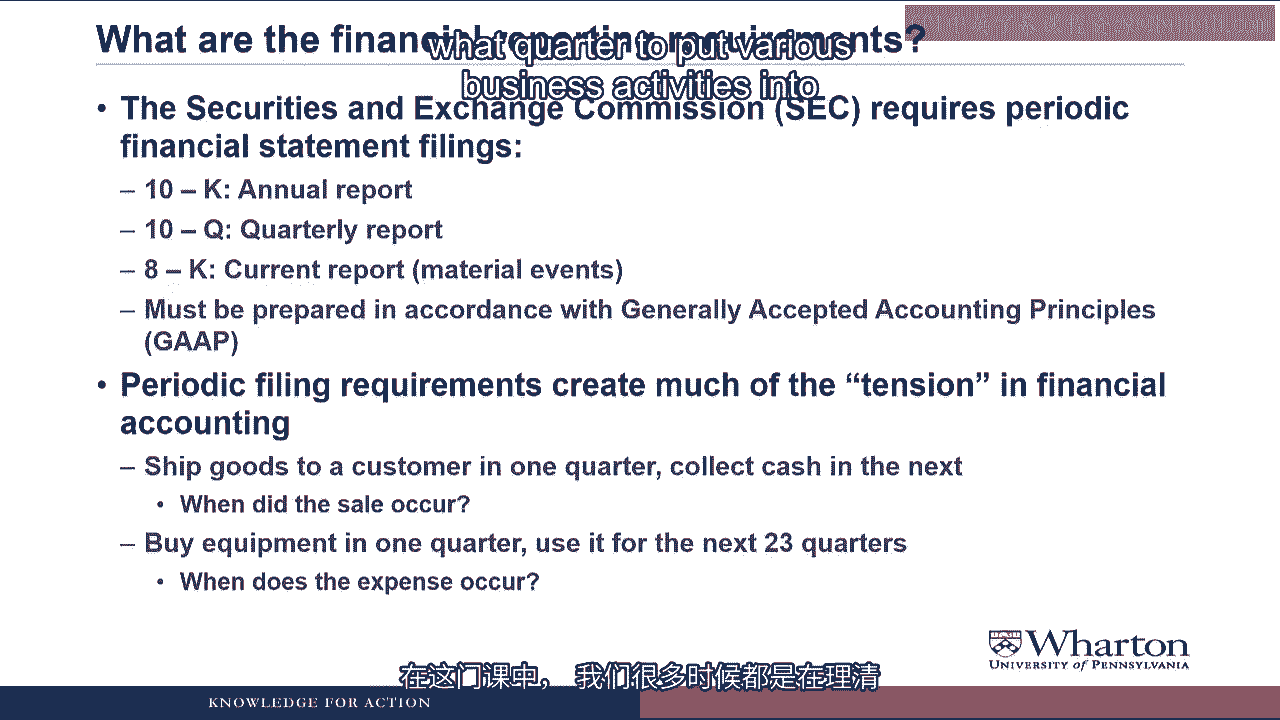 What are the financial reporting requirements?
what quarter to put various
business activities into
• The Securities and Exchange Commission (SEC) requires periodic
financial statement filings:
– 10 – K: Annual report
– 10 – Q: Quarterly report
– 8 – K: Current report (material events)
– Must be prepared in accordance with Generally Accepted Accounting Principles
(GAAP)
• Periodic filing requirements create much of the “tension” in financial
accounting
– Ship goods to a customer in one quarter, collect cash in the next
• When did the sale occur?
– Buy equipment in one quarter, use it for the next 23 quarters
• When does the expense occur?
Wharton
UNIVERSITY of PENNSYLVANIA
在这门课中， 我们很多时候都是在理清
KNOWLEDGE FOR ACTION